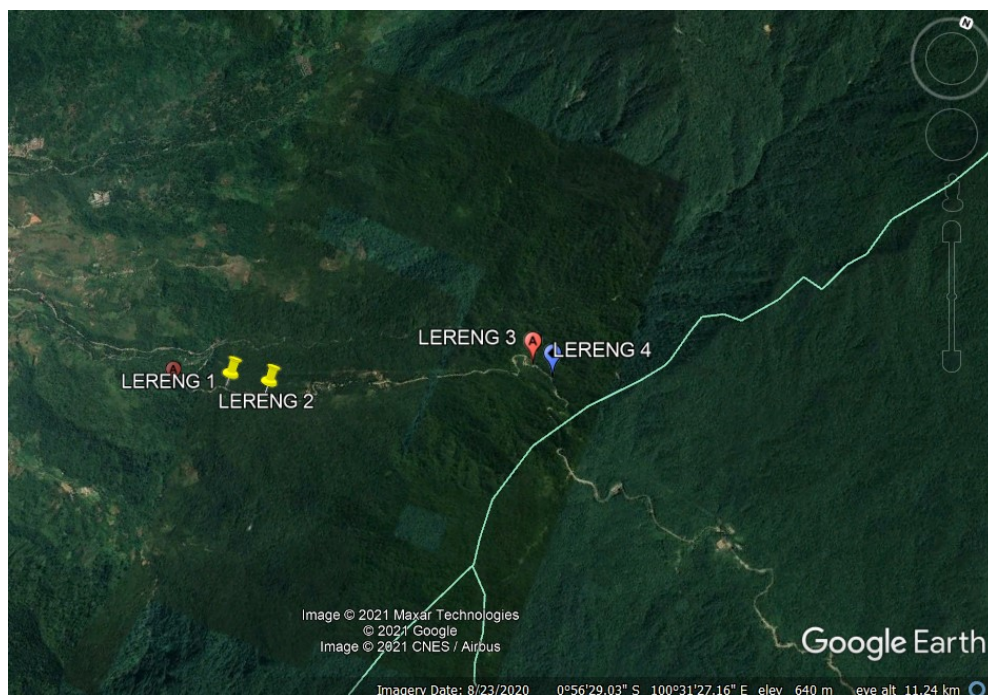 N
LERENG 3
LERENG 4
LERENG 1
LERENG 2
Image © 2021 Maxar Technologies
© 2021 Google
Image © 2021 CNES / Airbus
Google Earth
Imagery Date: 8/23/2020 0°56'29.03" S 100°31'27.16" E elev 640 m eye alt 11.24 km